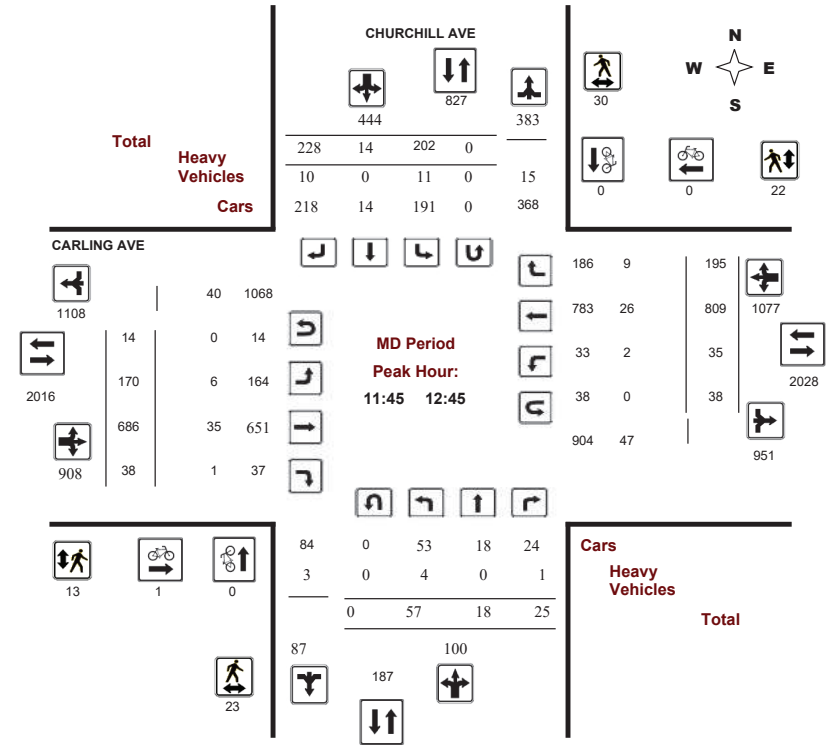 CHURCHILL AVE
N
W E
S
827
30
444 383
Total
228 14 202 0
Heavy
Vehicles
10 0 11 0 15
Cars
218 14 191 0 368
0 0 22
CARLING AVE
1108
40 1068
186 9 195
783 26 809 1077
14 0 14
MD Period
33 2 35
2016
170 6 164
Peak Hour:
2028
11:45 12:45
38 0 38
686 35 651
904 47
951
908
38 1 37
84 0 53 18 24
Cars
3 0 4 0 1
Heavy
Vehicles
0 57 18 25
Total
13 1 0
87 100
187
23